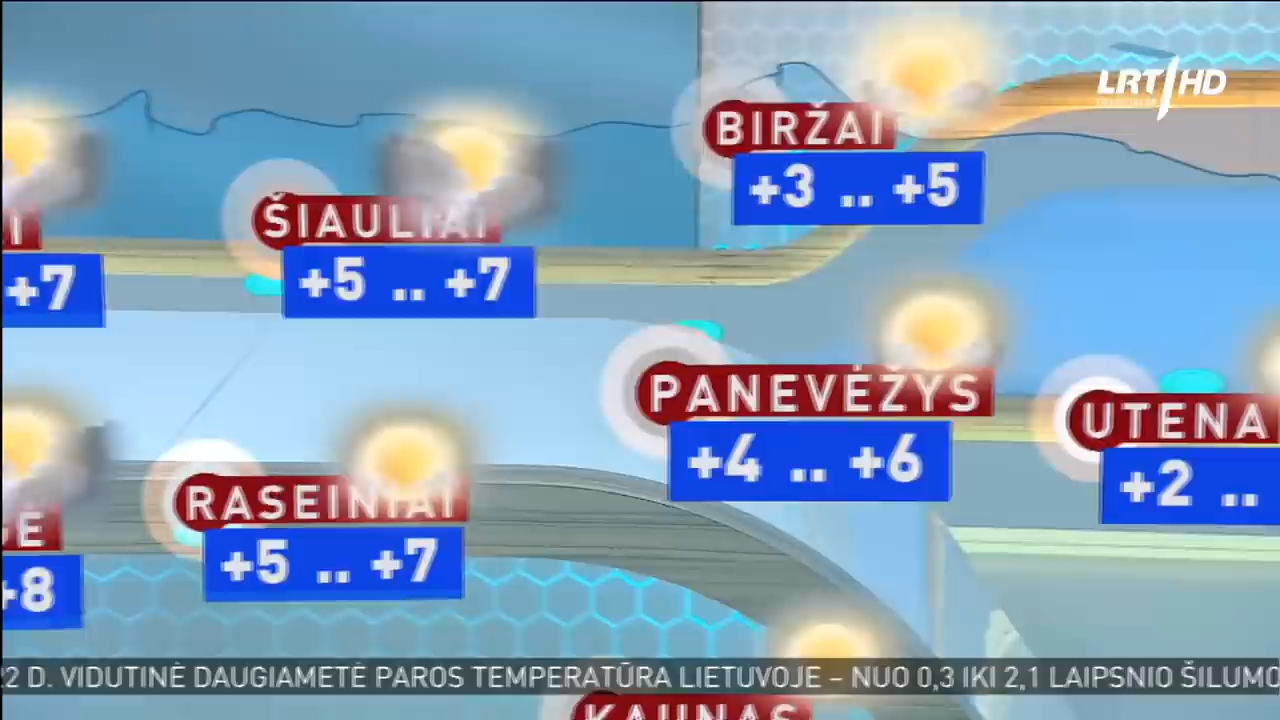 LRT HD
BIRŽAI
+3 .. +5
ŠIAULIAI
+5 .. +7
+7
PANEVĖŽYS
+4 .. +6
UTENA
+2 ..
RASEINIAI
+5 .. +7
+8
22 D. VIDUTINĖ DAUGIAMETĖ PAROS TEMPERATŪRA LIETUVOJE – NUO 0,3 IKI 2,1 LAIPSNIO ŠILUMO
KAUNAS